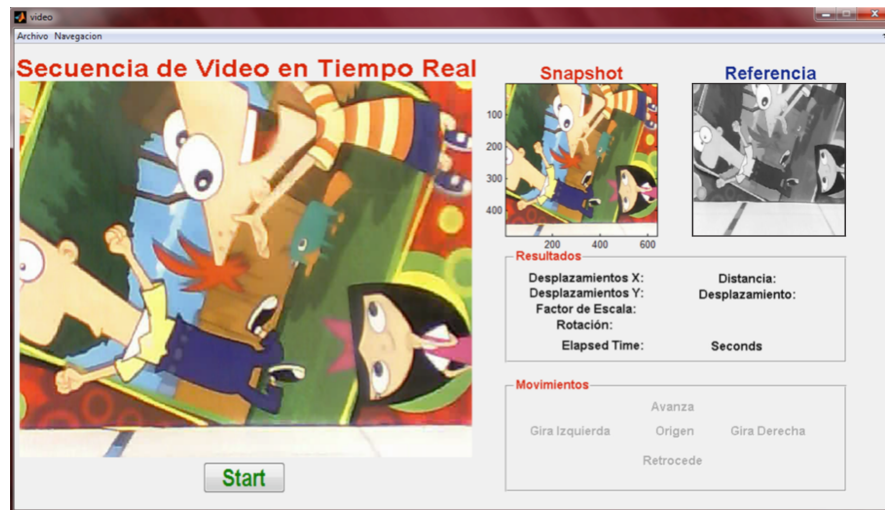 video
Archivo Navegacion
Secuencia de Video en Tiempo Real
Snapshot
Referencia
100
200
300
400
200 400 600
Resultados
Desplazamientos X:
Desplazamientos Y:
Factor de Escala:
Rotación:
Elapsed Time:
Distancia:
Desplazamiento:
Seconds
Movimientos
Avanza
Gira Izquierda Origen Gira Derecha
Retrocede
Start